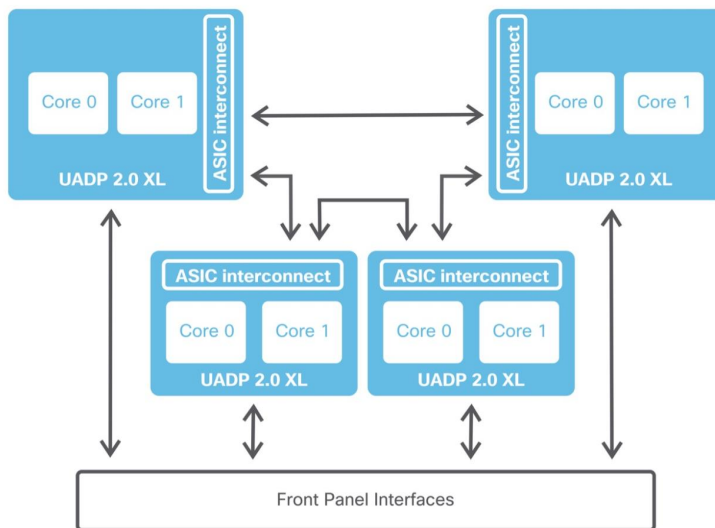 Core 0
Core 1
ASIC interconnect
UADP 2.0 XL
ASIC interconnect
Core 0
Core 1
UADP 2.0 XL
ASIC interconnect
Core 0
Core 1
UADP 2.0 XL
ASIC interconnect
Core 0
Core 1
UADP 2.0 XL
Front Panel Interfaces